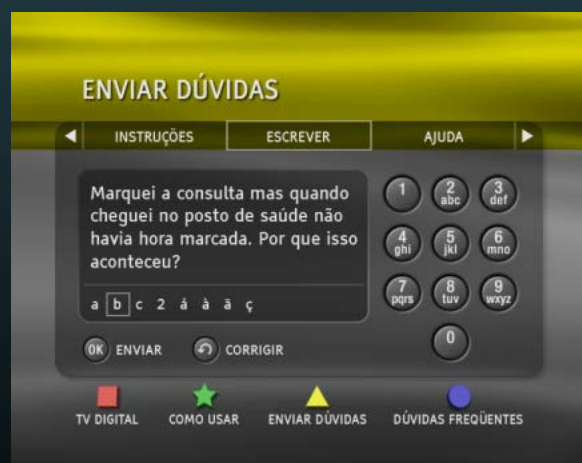 ENVIAR DÚVIDAS
INSTRUÇÕES ESCREVER AJUDA
Marquei a consulta mas quando
cheguei no posto de saúde não
havia hora marcada. Por que isso
aconteceu?
a b c 2 á à ã ç
OK ENVIAR CORRIGIR
1 2 abc 3 def
4 ghi 5 jkl 6 mno
7 pqrs 8 tuv 9 wxyz
0
TV DIGITAL COMO USAR ENVIAR DÚVIDAS DÚVIDAS FREQÜENTES